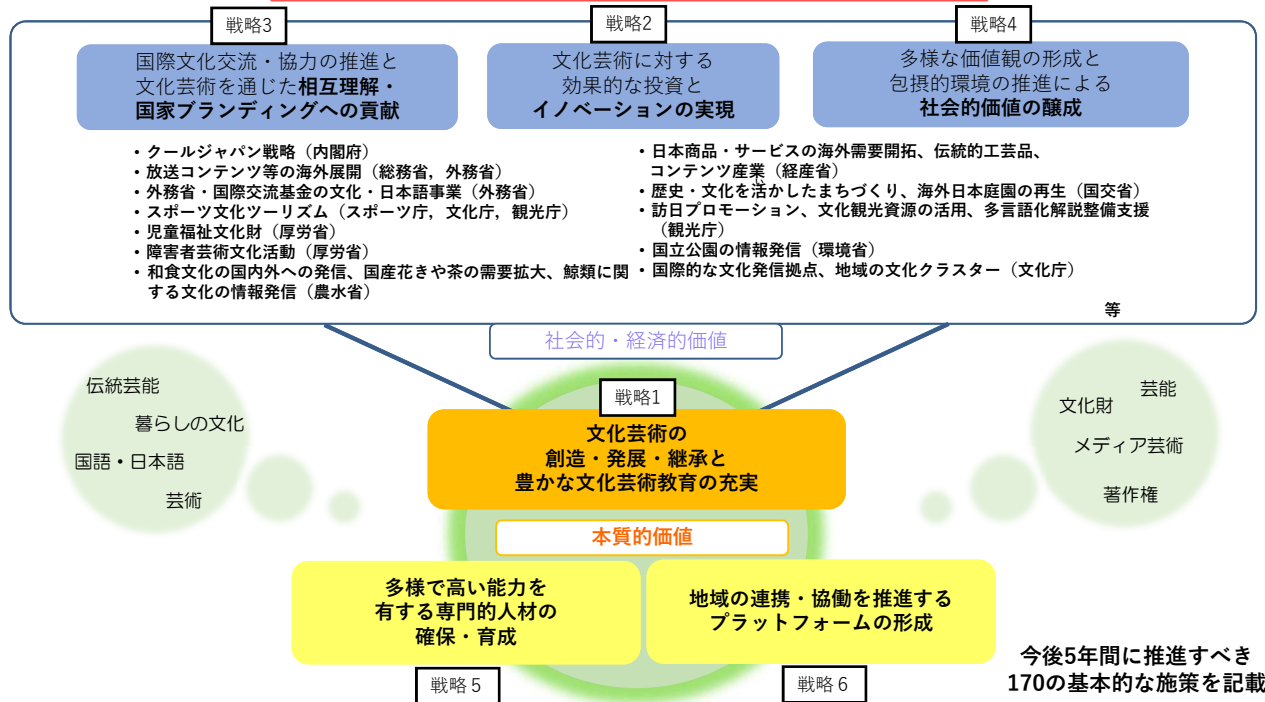 戦略3
国際文化交流・協力の推進と
文化芸術を通じた相互理解・
国家ブランディングへの貢献
戦略2
文化芸術に対する
効果的な投資と
イノベーションの実現
戦略4
多様な価値観の形成と
包摂的環境の推進による
社会的価値の醸成
・クールジャパン戦略（内閣府）
・放送コンテンツ等の海外展開（総務省，外務省）
・外務省・国際交流基金の文化・日本語事業（外務省）
・スポーツ文化ツーリズム（スポーツ庁，文化庁，観光庁）
・児童福祉文化財（厚労省）
・障害者芸術文化活動（厚労省）
・和食文化の国内外への発信、国産花きや茶の需要拡大、鯨類に関
する文化の情報発信（農水省）
・日本商品・サービスの海外需要開拓、伝統的工芸品、
コンテンツ産業（経産省）
・歴史・文化を活かしたまちづくり、海外日本庭園の再生（国交省）
・訪日プロモーション、文化観光資源の活用、多言語化解説整備支援
（観光庁）
・国立公園の情報発信（環境省）
・国際的な文化発信拠点、地域の文化クラスター（文化庁）
等
社会的・経済的価値
伝統芸能
暮らしの文化
国語・日本語
芸術
戦略1
文化芸術の
創造・発展・継承と
豊かな文化芸術教育の充実
本質的価値
芸能
文化財
メディア芸術
著作権
多様で高い能力を
有する専門的人材の
確保・育成
戦略５
地域の連携・協働を推進する
プラットフォームの形成
戦略６
今後5年間に推進すべき
170の基本的な施策を記載